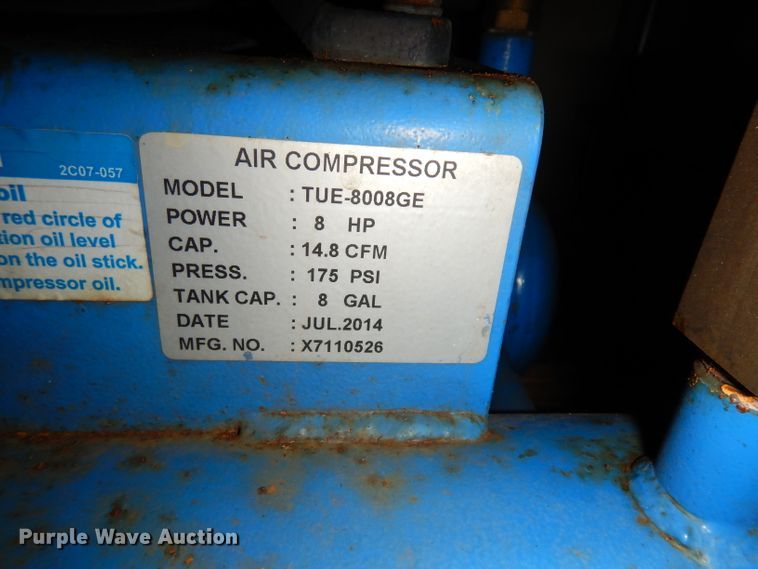 2C07-057
oil
red circle of
tion oil level
on the oil stick.
mpressor oil.
AIR COMPRESSOR
MODEL : TUE-8008GE
POWER : 8 HP
CAP. : 14.8 CFM
PRESS. : 175 PSI
TANK CAP. : 8 GAL
DATE : JUL.2014
MFG. NO. : X7110526
Purple Wave Auction